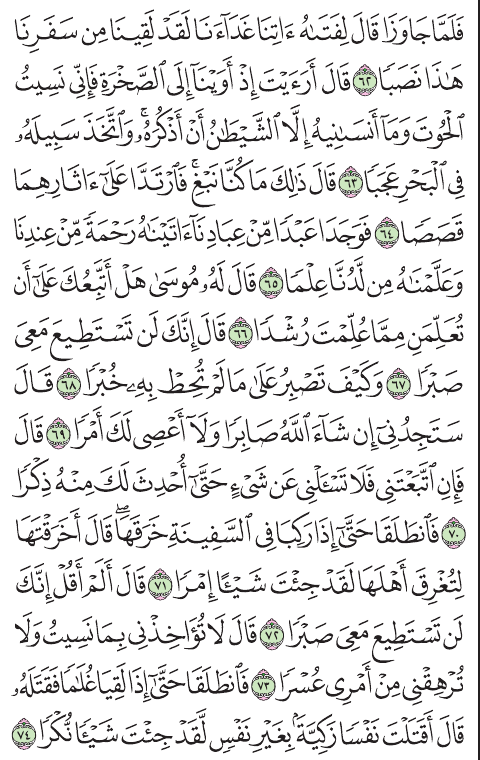 فَلَمَّا جَاوَزَا قَالَ لِفَتَىٰهُ ءَاتِنَا غَدَآءَنَا لَقَدْ لَقِينَا مِن سَفَرِنَا
هَٰذَا نَصَبًا ٦٢ قَالَ أَرَءَيْتَ إِذْ أَوَيْنَآ إِلَى ٱلصَّخْرَةِ فَإِنِّي نَسِيتُ
ٱلْحُوتَ وَمَآ أَنسَىٰنِيهُ إِلَّا ٱلشَّيْطَٰنُ أَنْ أَذْكُرَهُۥۚ وَٱتَّخَذَ سَبِيلَهُۥ
فِي ٱلْبَحْرِ عَجَبًا ٦٣ قَالَ ذَٰلِكَ مَا كُنَّا نَبْغِۚ فَٱرْتَدَّا عَلَىٰٓ ءَاثَارِهِمَا
قَصَصًا ٦٤ فَوَجَدَا عَبْدًا مِّنْ عِبَادِنَآ ءَاتَيْنَٰهُ رَحْمَةً مِّنْ عِندِنَا
وَعَلَّمْنَٰهُ مِن لَّدُنَّا عِلْمًا ٦٥ قَالَ لَهُۥ مُوسَىٰ هَلْ أَتَّبِعُكَ عَلَىٰٓ أَن
تُعَلِّمَنِ مِمَّا عُلِّمْتَ رُشْدًا ٦٦ قَالَ إِنَّكَ لَن تَسْتَطِيعَ مَعِيَ
صَبْرًا ٦٧ وَكَيْفَ تَصْبِرُ عَلَىٰ مَا لَمْ تُحِطْ بِهِۦ خُبْرًا ٦٨ قَالَ
سَتَجِدُنِيٓ إِن شَآءَ ٱللَّهُ صَابِرًا وَلَآ أَعْصِي لَكَ أَمْرًا ٦٩ قَالَ
فَإِنِ ٱتَّبَعْتَنِي فَلَا تَسْـَٔلْنِي عَن شَيْءٍ حَتَّىٰٓ أُحْدِثَ لَكَ مِنْهُ ذِكْرًا
٧٠ فَٱنطَلَقَا حَتَّىٰٓ إِذَا رَكِبَا فِي ٱلسَّفِينَةِ خَرَقَهَاۖ قَالَ أَخَرَقْتَهَا
لِتُغْرِقَ أَهْلَهَا لَقَدْ جِئْتَ شَيْـًٔا إِمْرًا ٧١ قَالَ أَلَمْ أَقُلْ إِنَّكَ
لَن تَسْتَطِيعَ مَعِيَ صَبْرًا ٧٢ قَالَ لَا تُؤَاخِذْنِي بِمَا نَسِيتُ وَلَا
تُرْهِقْنِي مِنْ أَمْرِي عُسْرًا ٧٣ فَٱنطَلَقَا حَتَّىٰٓ إِذَا لَقِيَا غُلَٰمًا فَقَتَلَهُۥ
قَالَ أَقَتَلْتَ نَفْسًا زَكِيَّةًۢ بِغَيْرِ نَفْسٍ لَّقَدْ جِئْتَ شَيْـًٔا نُّكْرًا ٧٤